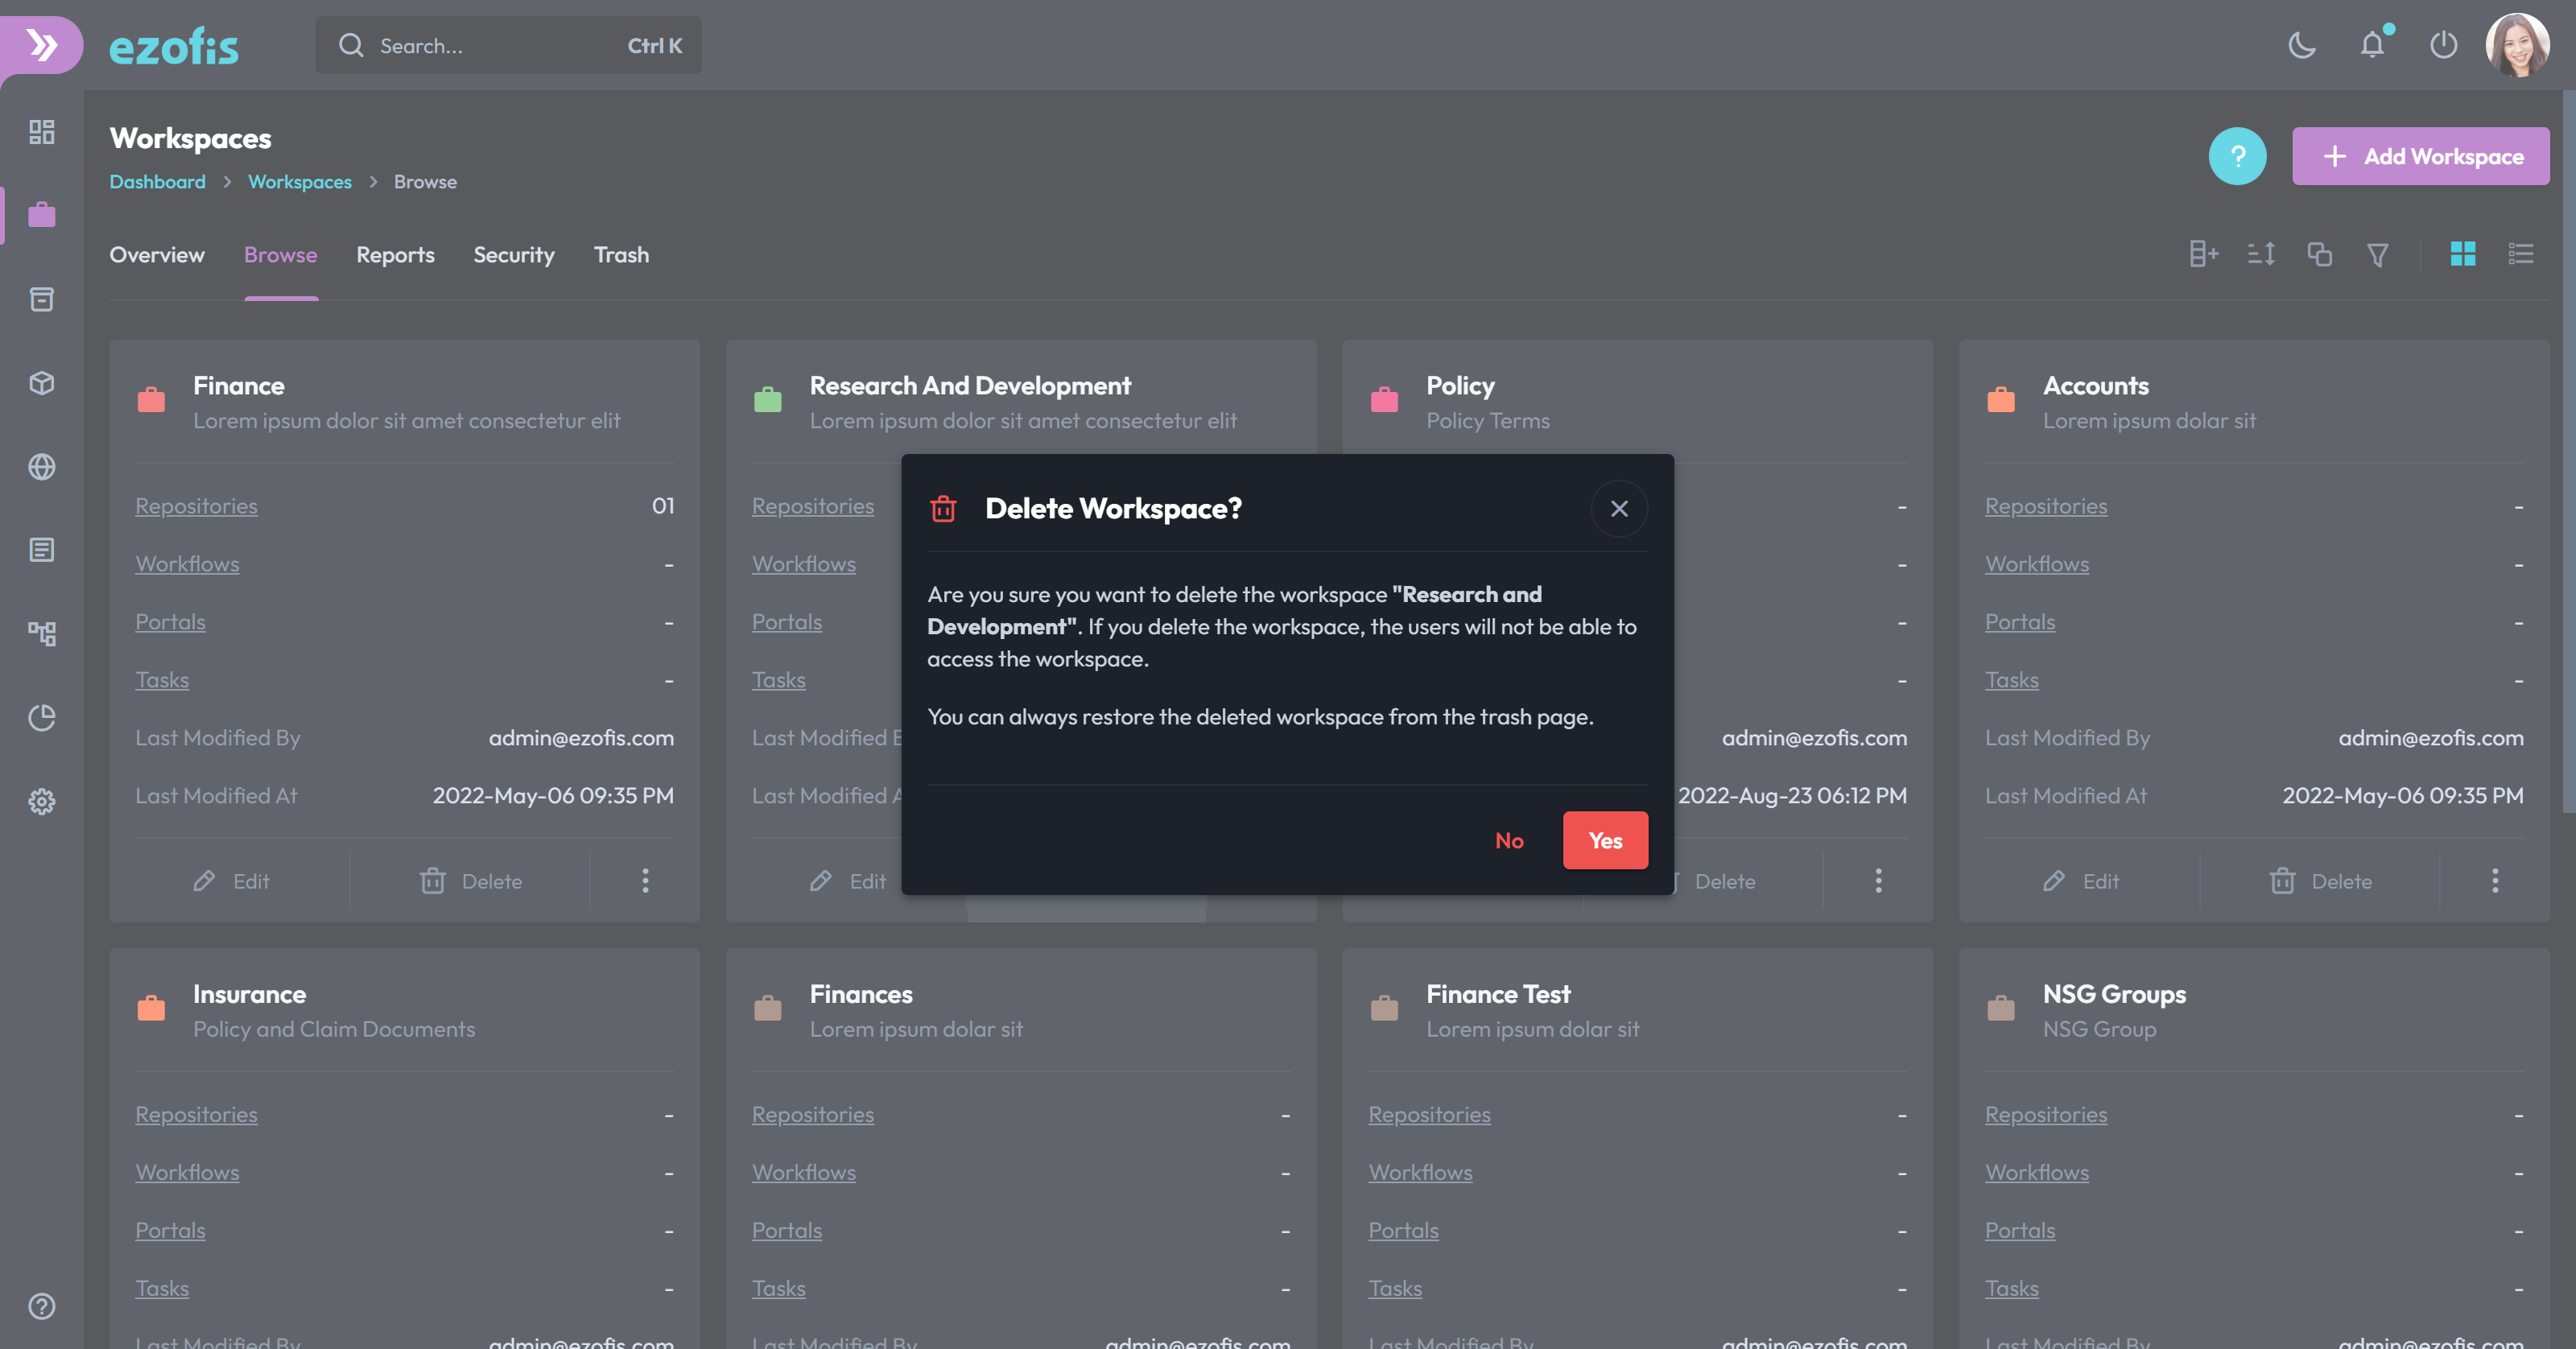 ezofis
Search...
Ctrl K
Workspaces
Dashboard > Workspaces > Browse
?
Add Workspace
Overview
Browse
Reports
Security
Trash
Finance
Lorem ipsum dolor sit amet consectetur elit
Repositories 01
Workflows -
Portals -
Tasks -
Last Modified By admin@ezofis.com
Last Modified At 2022-May-06 09:35 PM
Edit
Delete
Research And Development
Lorem ipsum dolor sit amet consectetur elit
Repositories
Workflows
Portals
Tasks
Last Modified
Last Modified
Edit
Policy
Policy Terms
-
-
-
-
admin@ezofis.com
2022-Aug-23 06:12 PM
Delete
Accounts
Lorem ipsum dolar sit
Repositories -
Workflows -
Portals -
Tasks -
Last Modified By admin@ezofis.com
Last Modified At 2022-May-06 09:35 PM
Edit
Delete
Delete Workspace?
Are you sure you want to delete the workspace "Research and
Development". If you delete the workspace, the users will not be able to
access the workspace.
You can always restore the deleted workspace from the trash page.
No
Yes
Insurance
Policy and Claim Documents
Repositories -
Workflows -
Portals -
Tasks -
Last Modified By admin@ezofis.com
Finances
Lorem ipsum dolar sit
Repositories -
Workflows -
Portals -
Tasks -
Last Modified By admin@ezofis.com
Finance Test
Lorem ipsum dolar sit
Repositories -
Workflows -
Portals -
Tasks -
Last Modified By admin@ezofis.com
NSG Groups
NSG Group
Repositories -
Workflows -
Portals -
Tasks -
Last Modified By admin@ezofis.com